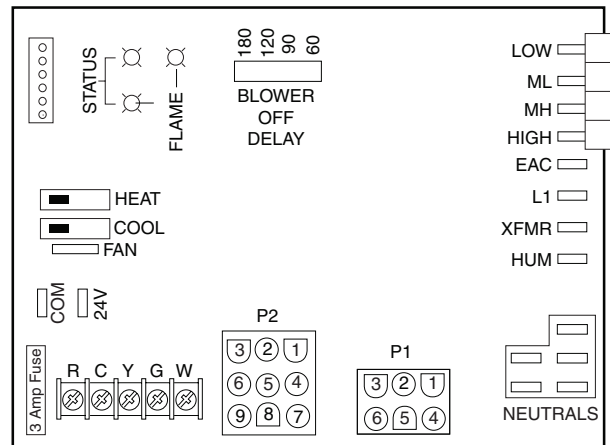 STATUS
FLAME
180 120 90 60
BLOWER
OFF
DELAY
LOW
ML
MH
HIGH
EAC
L1
XFMR
HUM
HEAT
COOL
FAN
COM
24V
3 Amp Fuse
R C Y G W
P2
3 2 1
6 5 4
9 8 7
P1
3 2 1
6 5 4
NEUTRALS